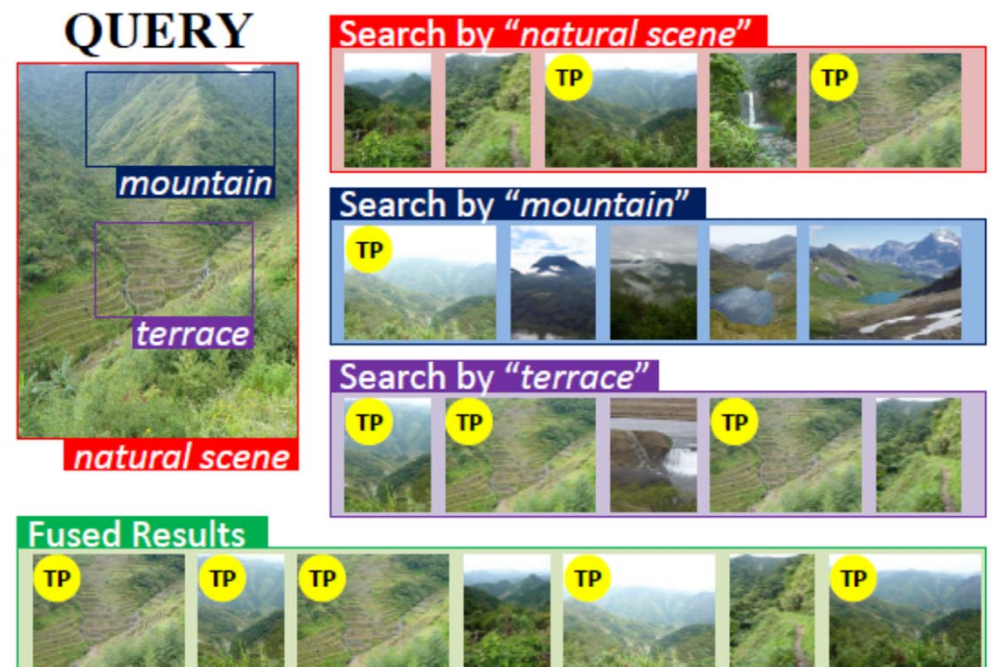 QUERY
mountain
terrace
natural scene
Search by “natural scene”
TP
TP
Search by “mountain”
TP
Search by “terrace”
TP
TP
TP
Fused Results
TP
TP
TP
TP
TP